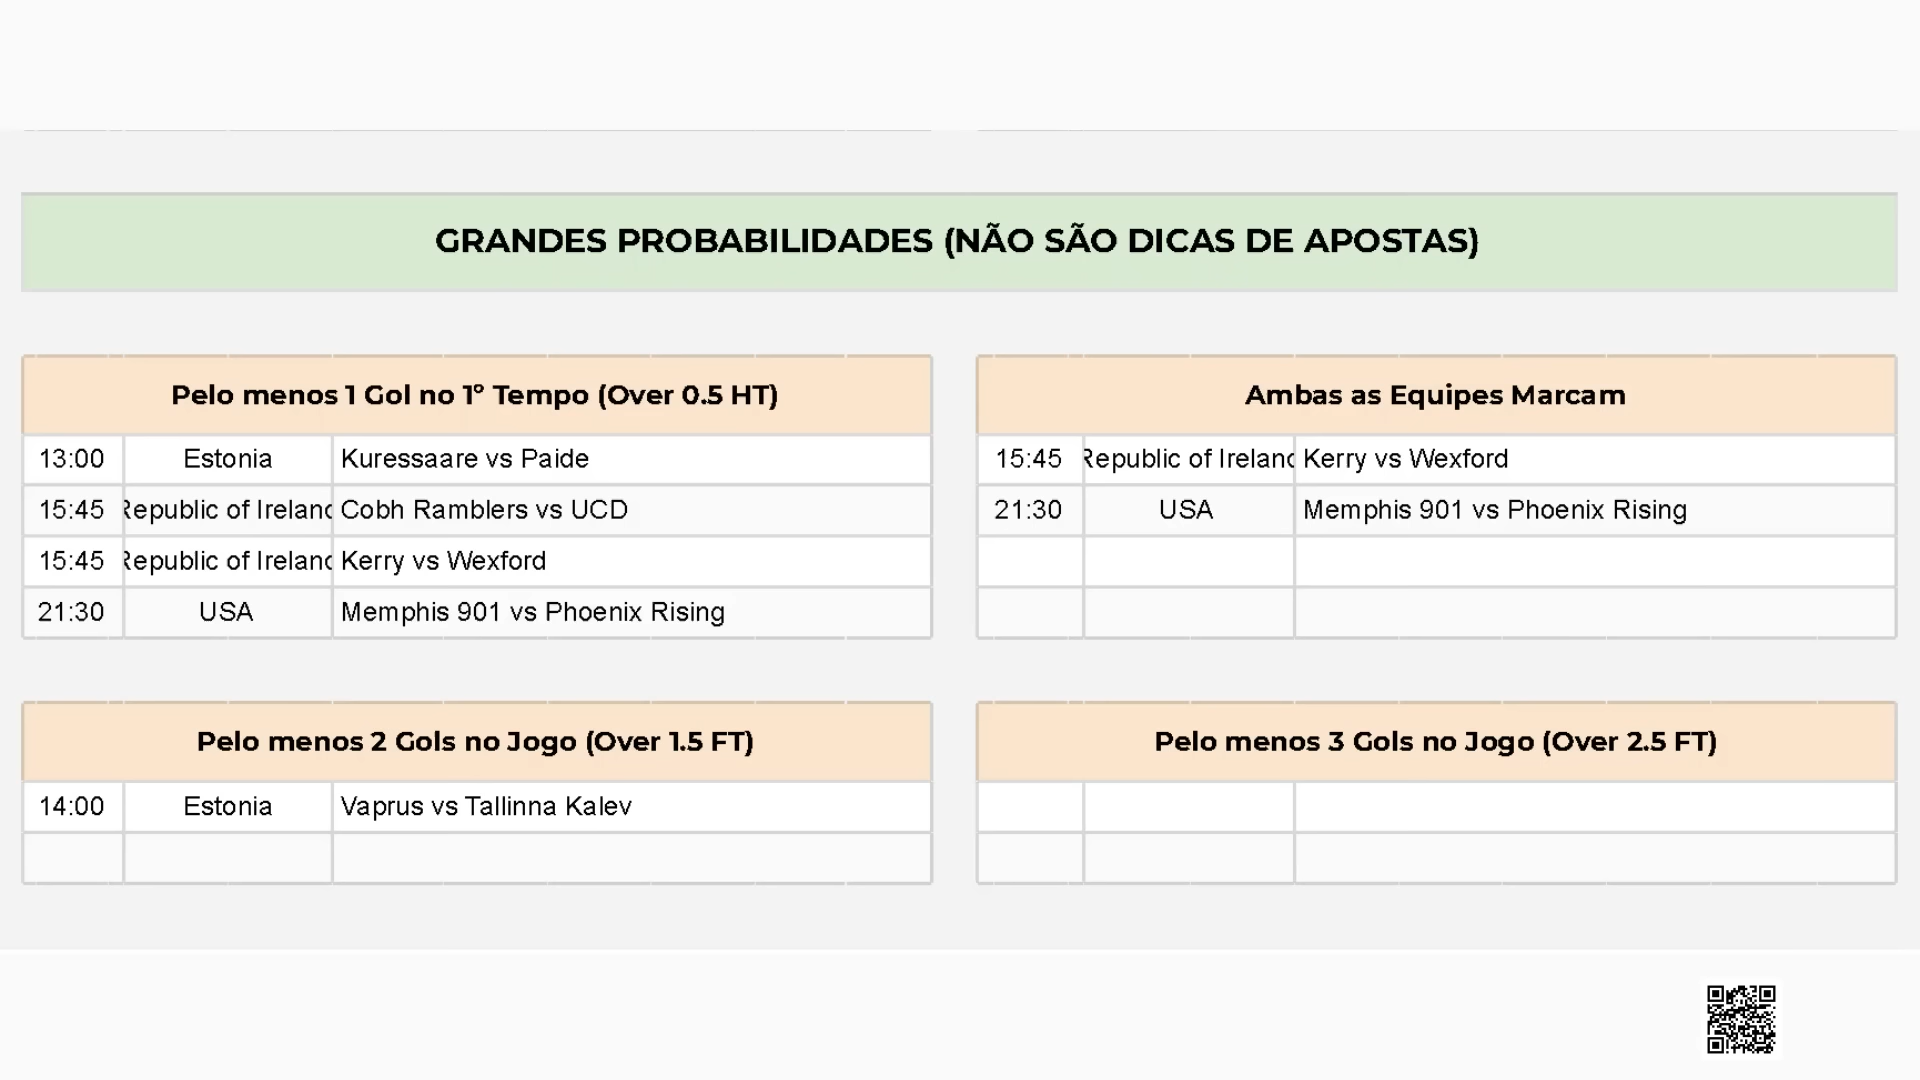 GRANDES PROBABILIDADES (NÃO SÃO DICAS DE APOSTAS)
Pelo menos 1 Gol no 1º Tempo (Over 0.5 HT)
13:00 Estonia Kuressaare vs Paide
15:45 Republic of Ireland Cobh Ramblers vs UCD
15:45 Republic of Ireland Kerry vs Wexford
21:30 USA Memphis 901 vs Phoenix Rising
Ambas as Equipes Marcam
15:45 Republic of Ireland Kerry vs Wexford
21:30 USA Memphis 901 vs Phoenix Rising
Pelo menos 2 Gols no Jogo (Over 1.5 FT)
14:00 Estonia Vaprus vs Tallinna Kalev
Pelo menos 3 Gols no Jogo (Over 2.5 FT)